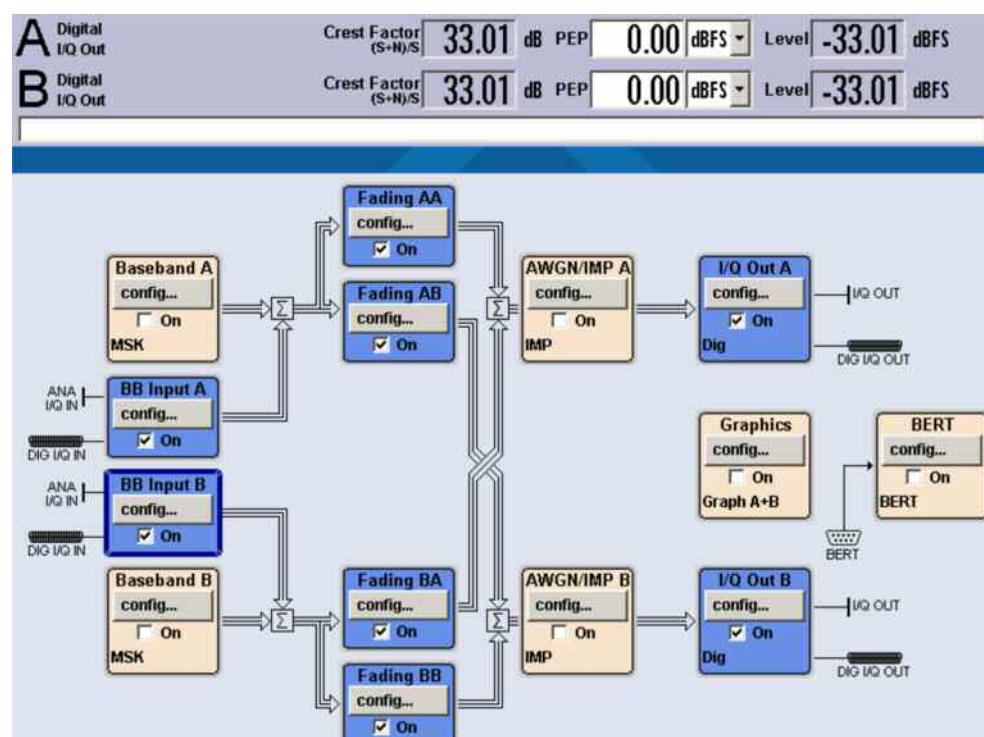 A Digital I/Q Out Crest Factor (S+N)/S 33.01 dB PEP 0.00 dBFS Level -33.01 dBFS
B Digital I/Q Out Crest Factor (S+N)/S 33.01 dB PEP 0.00 dBFS Level -33.01 dBFS
Fading AA
config...
On
Baseband A
config...
On
MSK
Fading AB
config...
On
AWGN/IMP A
config...
On
IMP
I/Q Out A
config...
On
Dig
I/Q OUT
DIG I/Q OUT
ANA I/Q IN
DIG I/Q IN
BB Input A
config...
On
Graphics
config...
On
Graph A+B
BERT
config...
On
BERT
BERT
ANA I/Q IN
DIG I/Q IN
BB Input B
config...
On
Baseband B
config...
On
MSK
Fading BA
config...
On
AWGN/IMP B
config...
On
IMP
I/Q Out B
config...
On
Dig
I/Q OUT
DIG I/Q OUT
Fading BB
config...
On